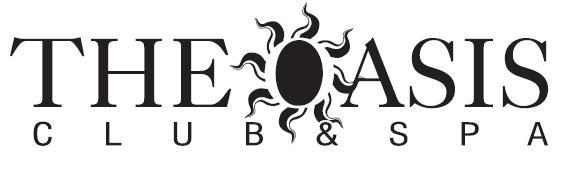 THE OASIS
CLUB & SPA